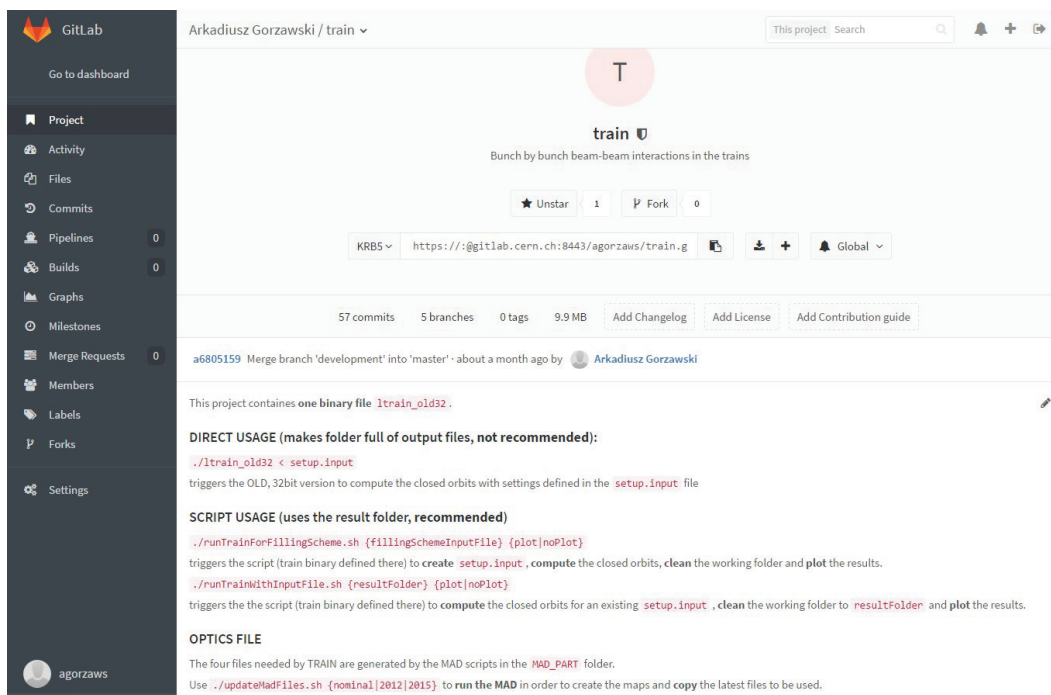 GitLab
Arkadiusz Gorzawski / train
This project Search
Go to dashboard
Project
Activity
Files
Commits
Pipelines 0
Builds 0
Graphs
Milestones
Merge Requests 0
Members
Labels
Forks
Settings
agorzaws
T
train
Bunch by bunch beam-beam interactions in the trains
Unstar 1 Fork 0
KRB5 https://:@gitlab.cern.ch:8443/agorzaws/train.g Global
57 commits 5 branches 0 tags 9.9 MB Add Changelog Add License Add Contribution guide
a6805159 Merge branch 'development' into 'master' · about a month ago by Arkadiusz Gorzawski
This project containes one binary file ltrain_old32 .
DIRECT USAGE (makes folder full of output files, not recommended):
./ltrain_old32 < setup.input
triggers the OLD, 32bit version to compute the closed orbits with settings defined in the setup.input file
SCRIPT USAGE (uses the result folder, recommended)
./runTrainForFillingScheme.sh {fillingSchemeInputFile} {plot|noPlot}
triggers the script (train binary defined there) to create setup.input , compute the closed orbits, clean the working folder and plot the results.
./runTrainWithInputFile.sh {resultFolder} {plot|noPlot}
triggers the the script (train binary defined there) to compute the closed orbits for an existing setup.input , clean the working folder to resultFolder and plot the results.
OPTICS FILE
The four files needed by TRAIN are generated by the MAD scripts in the MAD_PART folder.
Use ./updateMadFiles.sh {nominal|2012|2015} to run the MAD in order to create the maps and copy the latest files to be used.